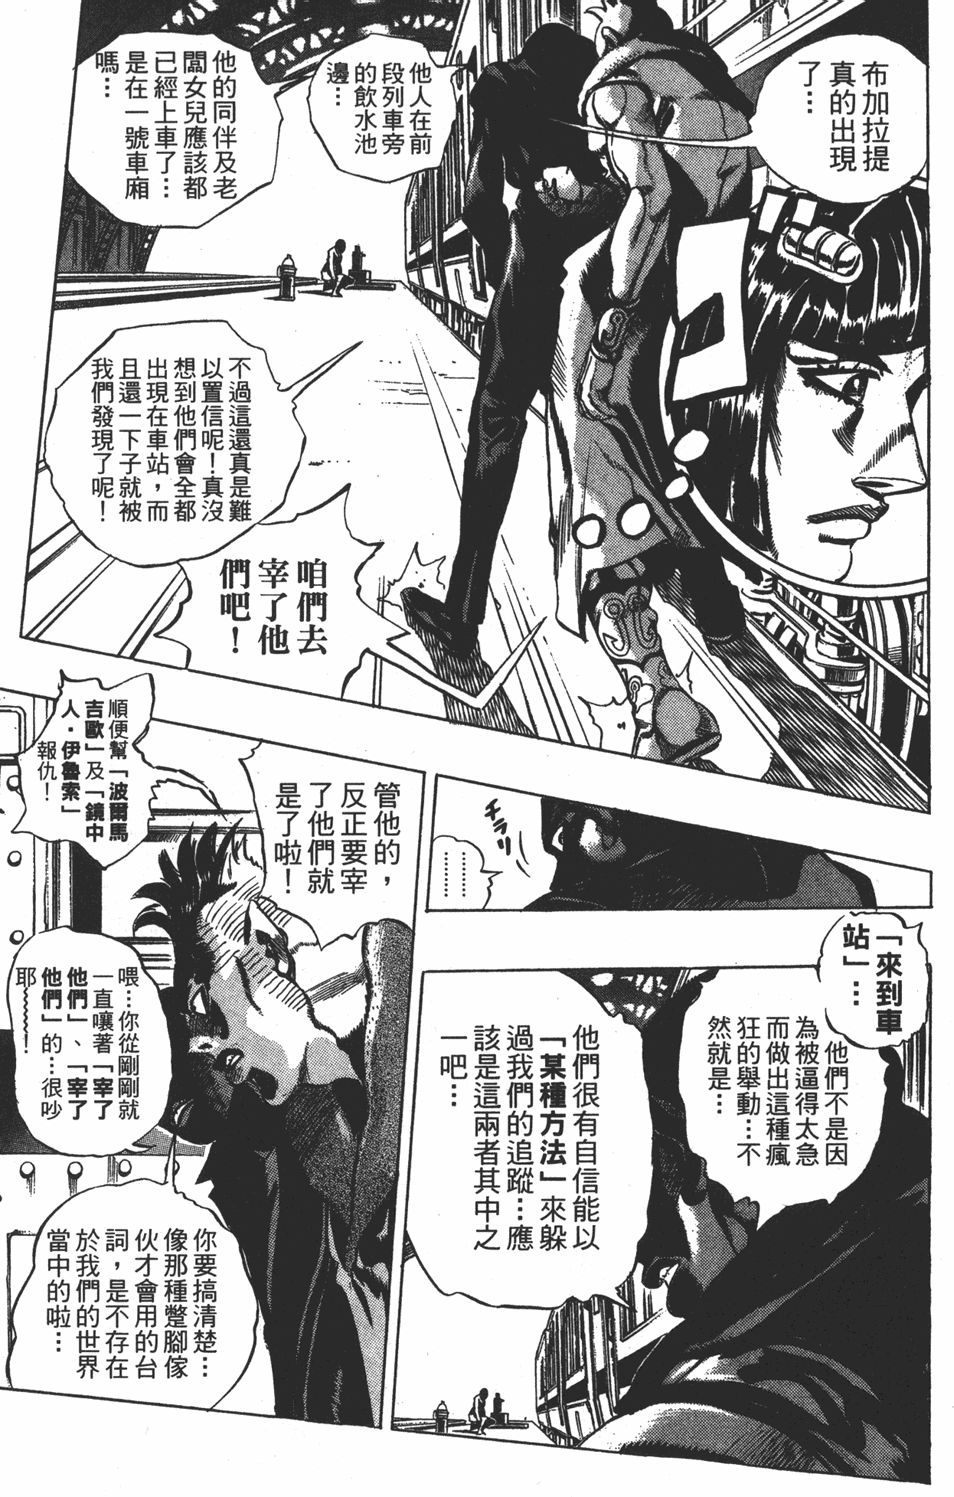 布加拉提
真的出現
了…
他人在前
段列車旁
的飲水池
邊…
他的同伴及老
闆女兒應該都
已經上車了…
是在一號車廂
嗎…
不過這還真是難
以置信呢！真沒
想到他們會全都
出現在車站，而
且還一下子就被
我們發現了呢！
咱們去
宰了他
們吧！
チラッ
…………
………
管他的，
反正要宰
了他們就
是了啦！
順便幫「波爾馬
吉歐」及「鏡中
人・伊魯索」
報仇！
「來到車
站」…
他們不是因
為被逼得太急
而做出這種瘋
狂的舉動…不
然就是…
他們很有自信能以
「某種方法」來躲
過我們的追蹤…應
該是這兩者其中之
一吧…
喂…你從剛剛就
一直嚷著「宰了
他們」、「宰了
他們」的…很吵
耶~~~！
你要搞清楚…
像那種蹩腳傢
伙才會用的台
詞，是不存在
於我們的世界
當中的啦…